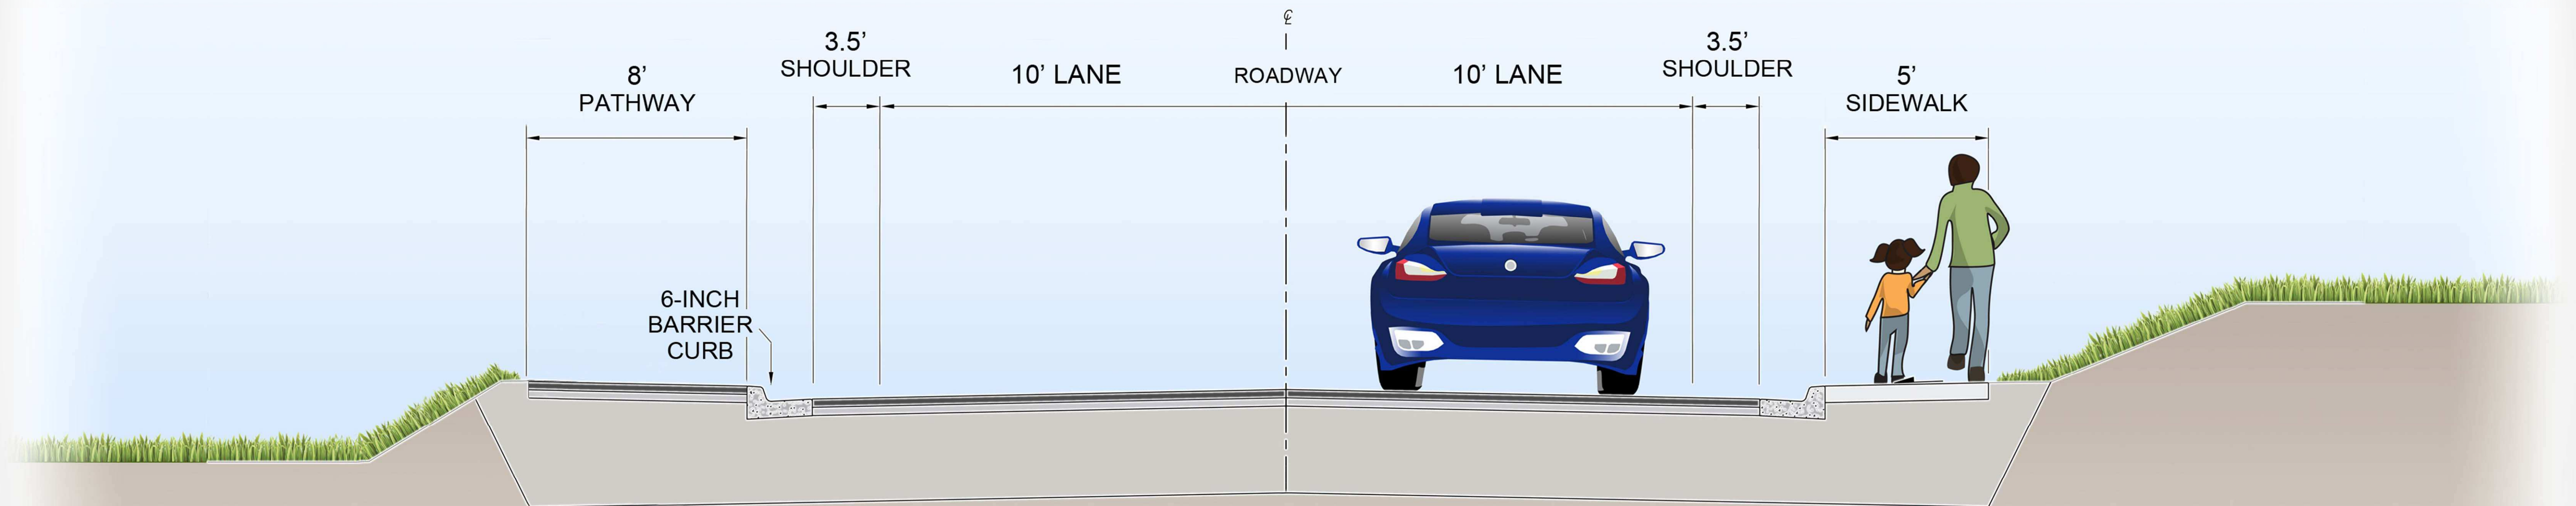 ℄
3.5’
SHOULDER
3.5’
SHOULDER
8’
PATHWAY
10’ LANE
ROADWAY
10’ LANE
5’
SIDEWALK
6-INCH
BARRIER
CURB